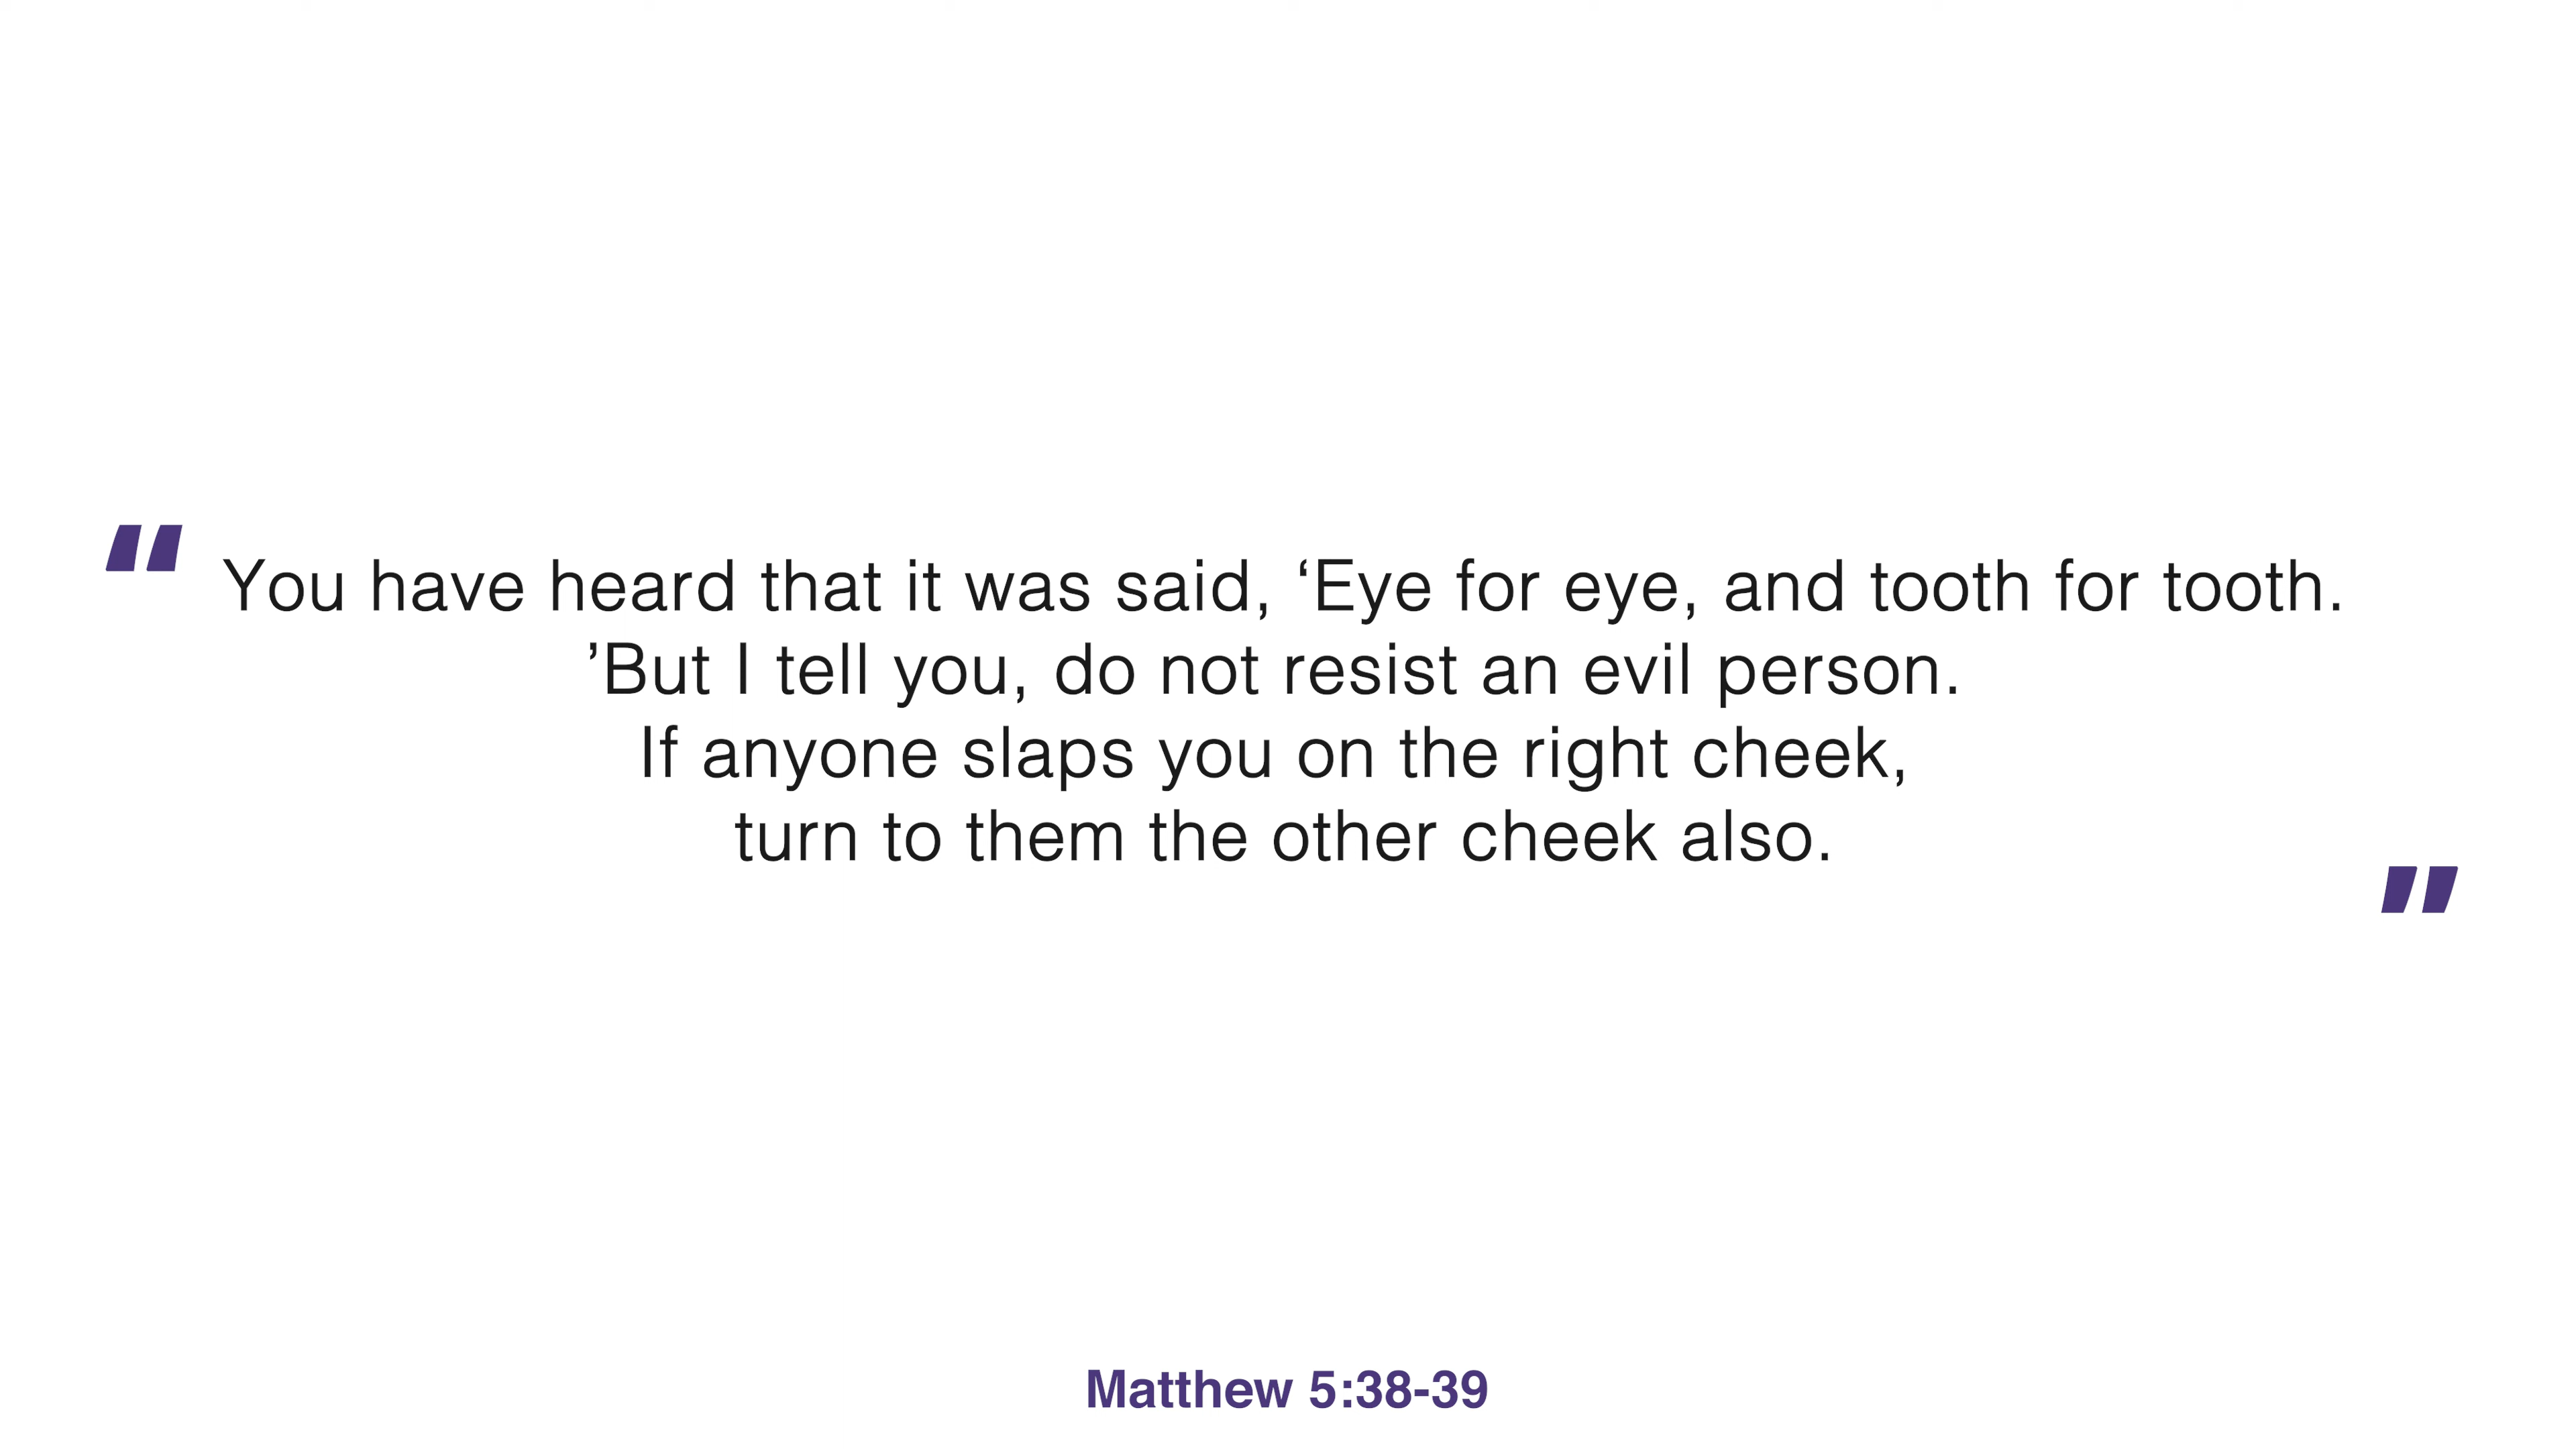 “ You have heard that it was said, ‘Eye for eye, and tooth for tooth.
’But I tell you, do not resist an evil person.
If anyone slaps you on the right cheek,
turn to them the other cheek also.
”
Matthew 5:38-39